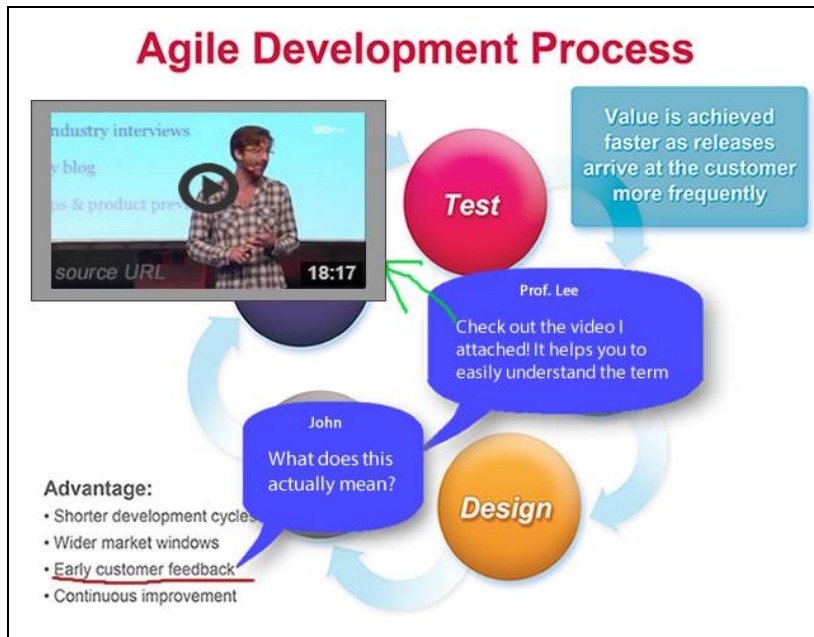 Agile Development Process
ndustry interviews
blog
ps & product prev
source URL
18:17
Test
Value is achieved
faster as releases
arrive at the customer
more frequently
Prof. Lee
Check out the video I
attached! It helps you to
easily understand the term
John
What does this
actually mean?
Design
Advantage:
• Shorter development cycles
• Wider market windows
• Early customer feedback
• Continuous improvement